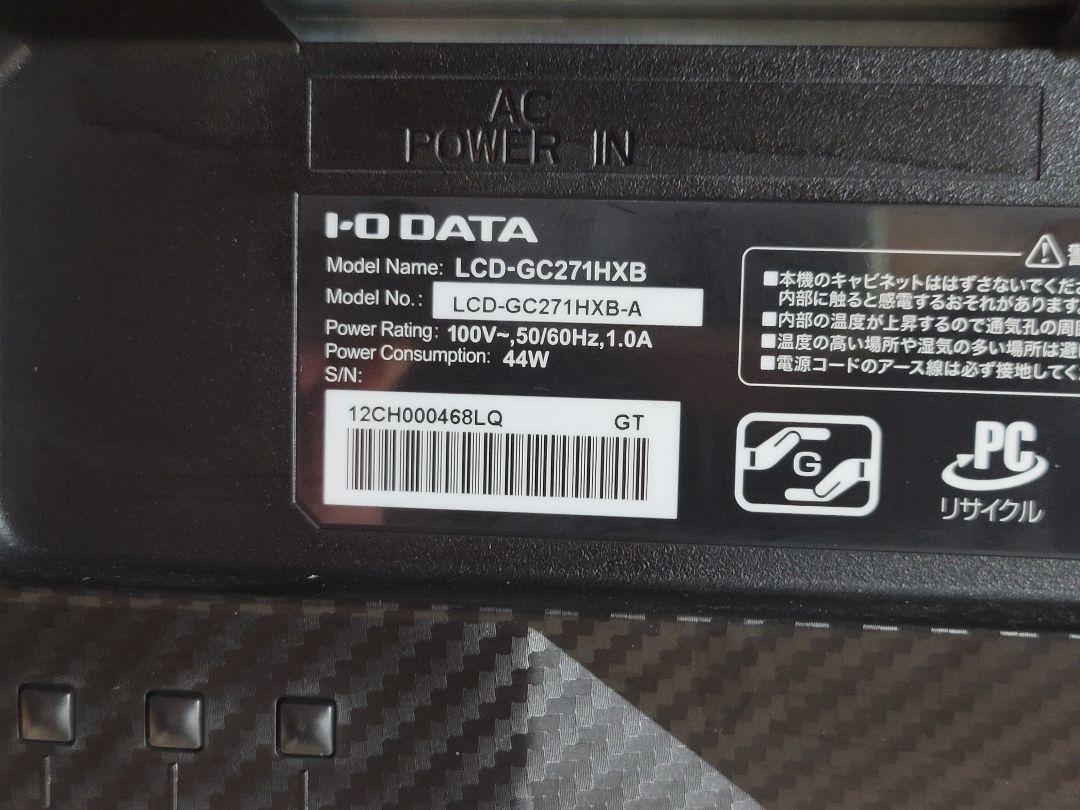 AC
POWER IN
I-O DATA
Model Name: LCD-GC271HXB
Model No.: LCD-GC271HXB-A
Power Rating: 100V~,50/60Hz,1.0A
Power Consumption: 44W
S/N:
12CH000468LQ GT
警
■本機のキャビネットははずさないでくだ
内部に触ると感電するおそれがあります
■内部の温度が上昇するので通気孔の周
■温度の高い場所や湿気の多い場所は避
■電源コードのアース線は必ず接地してく
G
PC
リサイクル